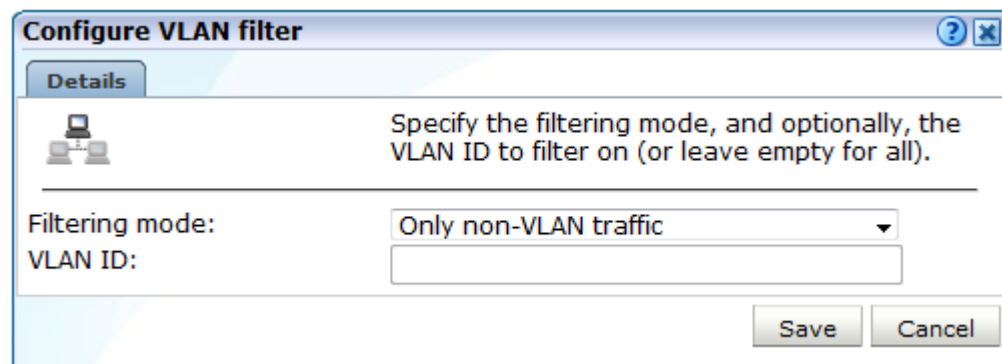 Configure VLAN filter
Details
Specify the filtering mode, and optionally, the
VLAN ID to filter on (or leave empty for all).
Filtering mode: Only non-VLAN traffic
VLAN ID:
Save Cancel